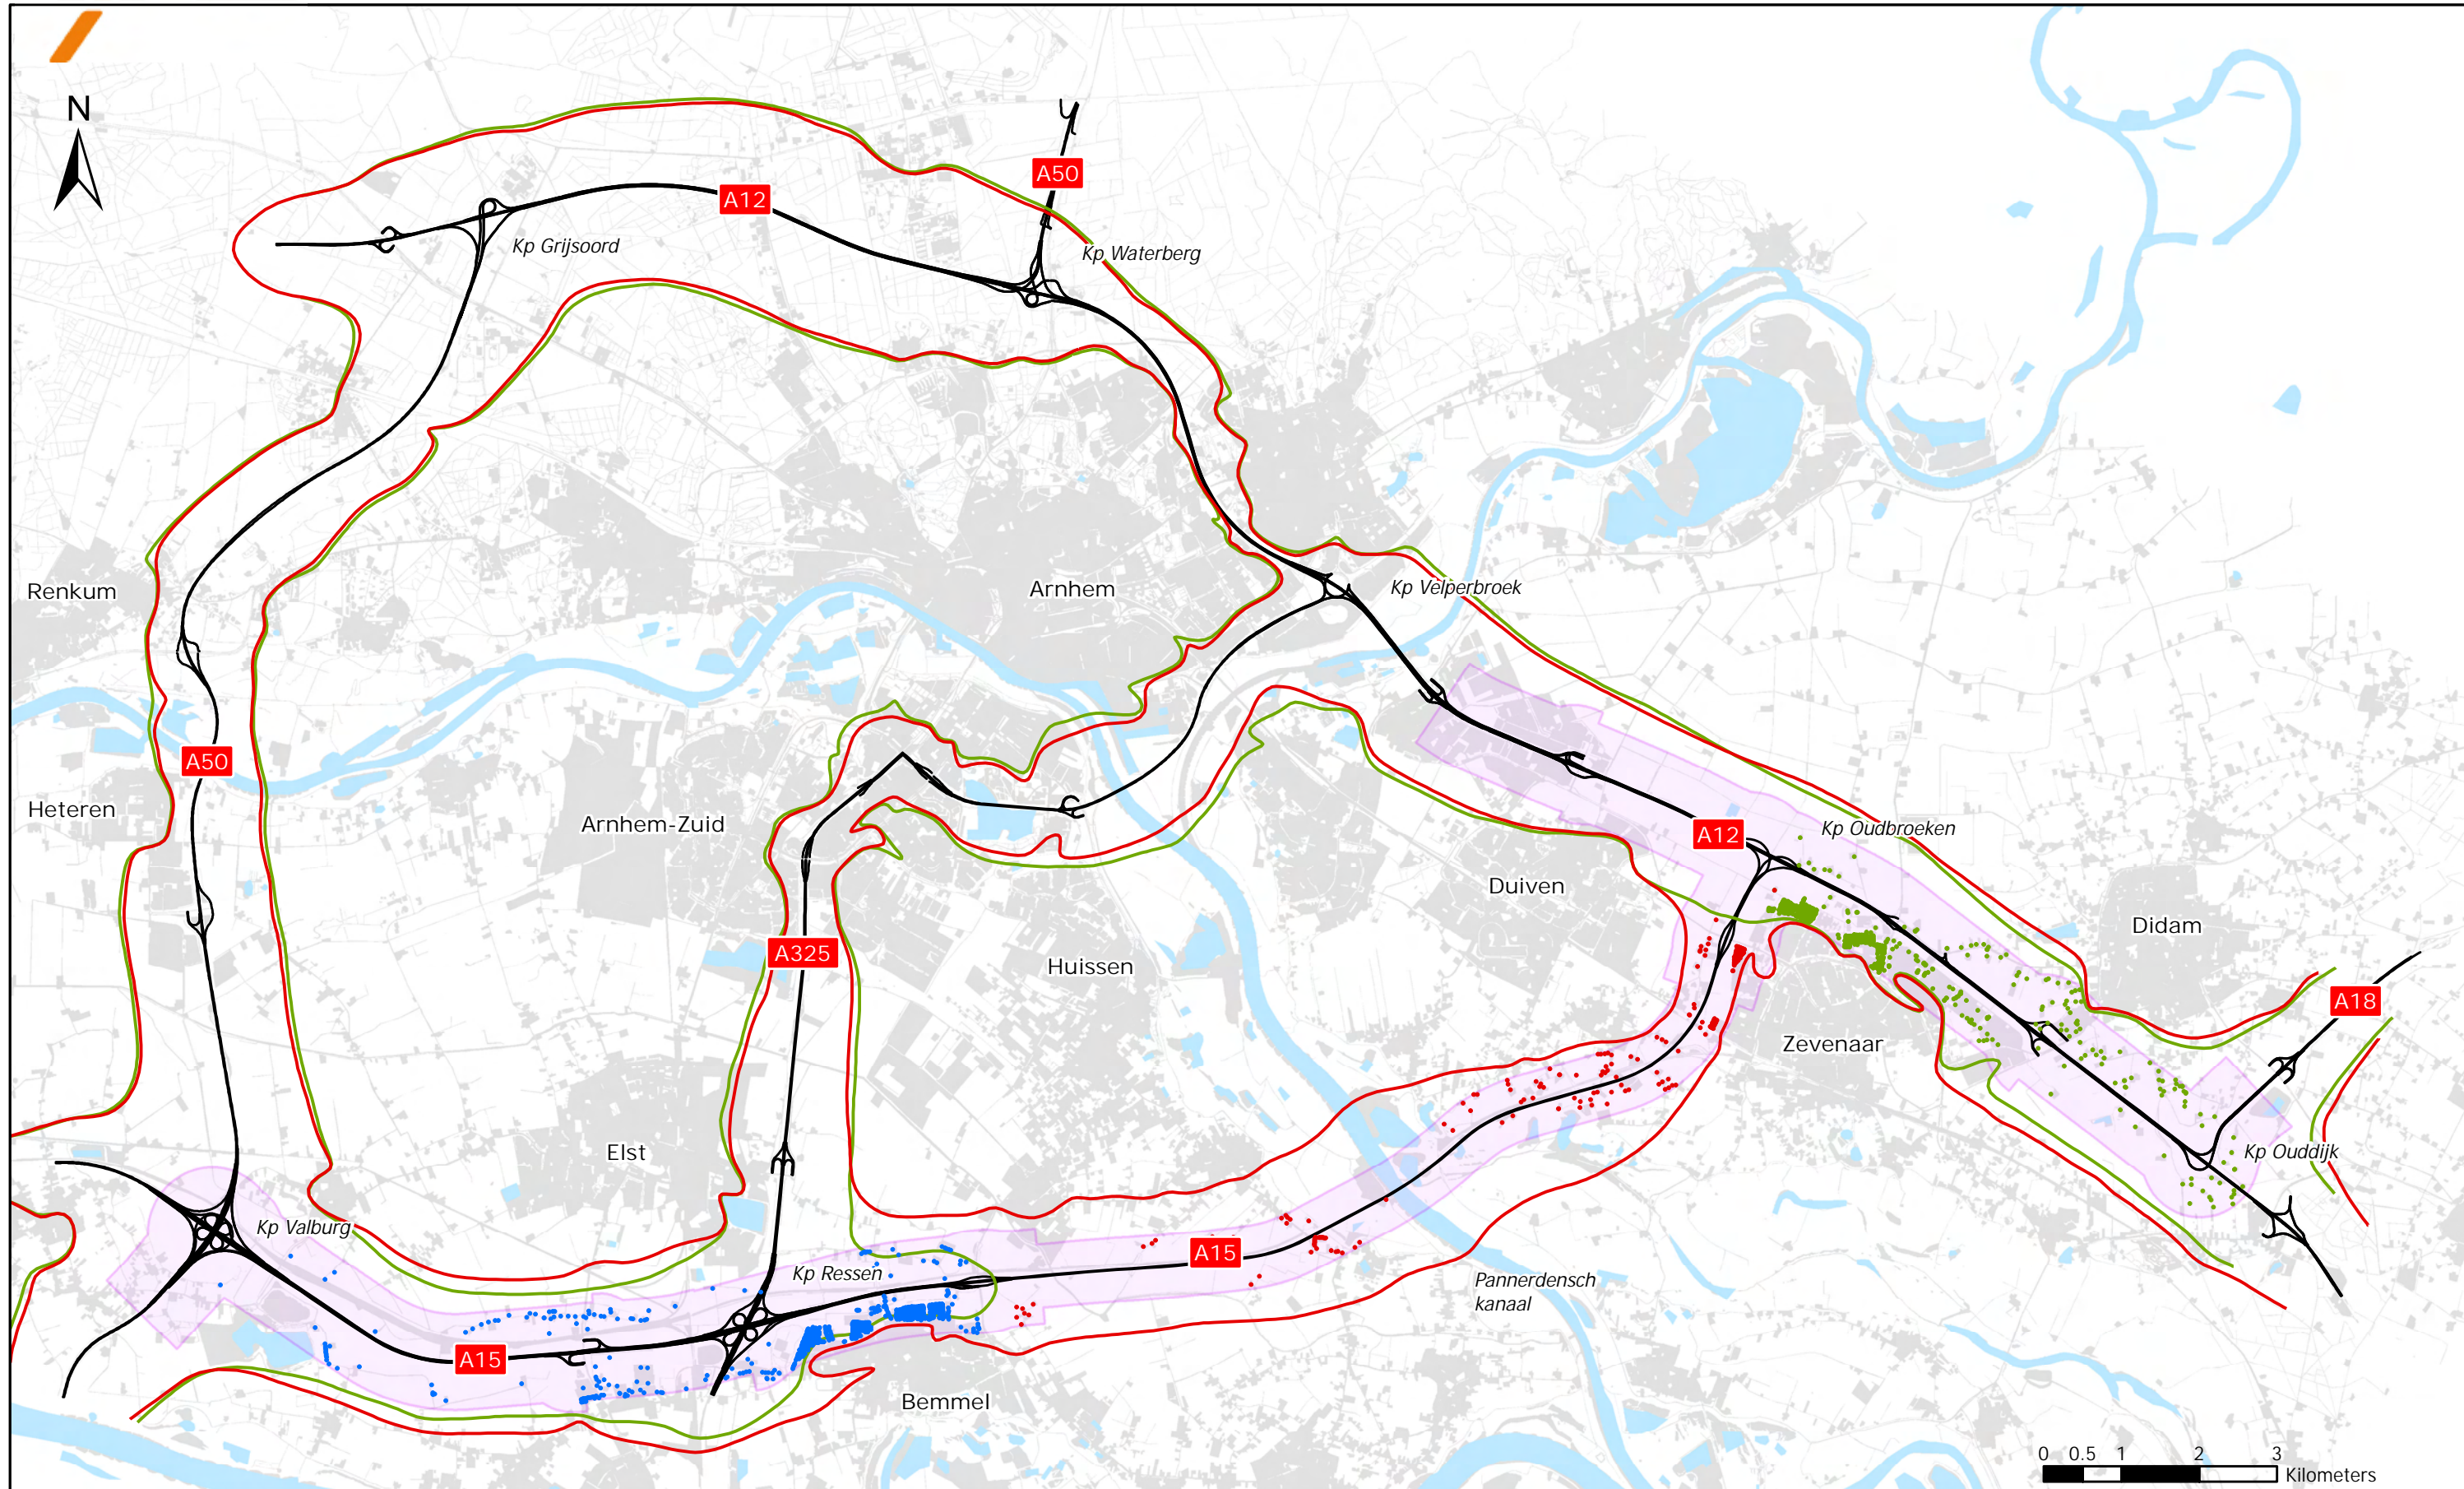 N
A50
A12
Kp Grijsoord
Kp Waterberg
Renkum
Arnhem
Kp Velperbroek
A50
Heteren
Arnhem-Zuid
A12
Kp Oudbroeken
Duiven
Didam
A325
Huissen
A18
Zevenaar
Elst
Kp Ouddijk
Kp Valburg
A15
Kp Ressen
Pannerdensch
kanaal
A15
Bemmel
0 0.5 1 2 3
Kilometers